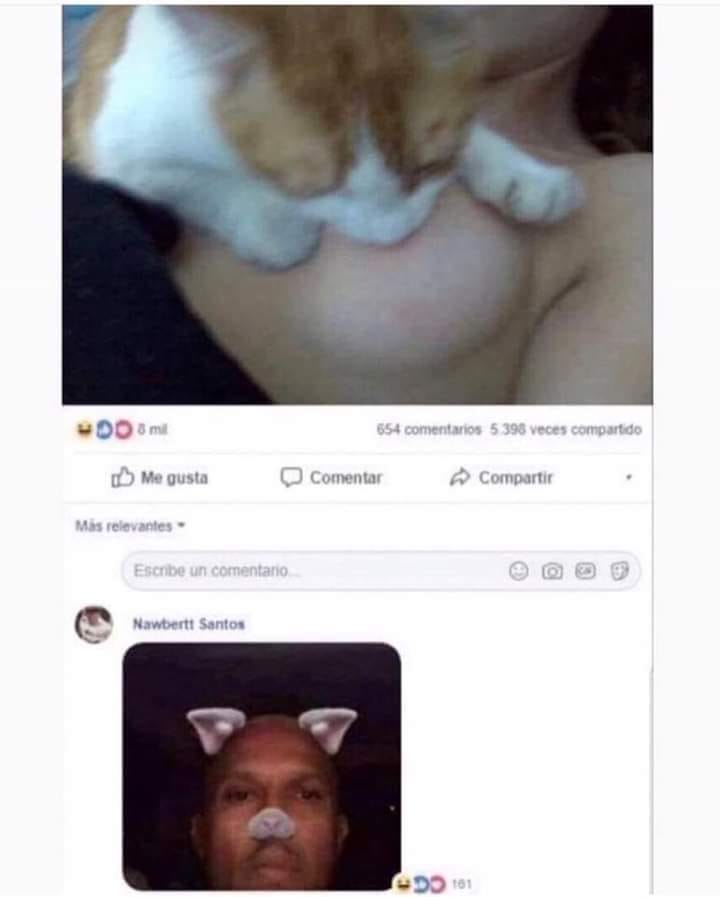 8 mil
654 comentarios 5.398 veces compartido
Me gusta Comentar Compartir
Más relevantes
Escribe un comentario...
GIF
Nawbertt Santos
161